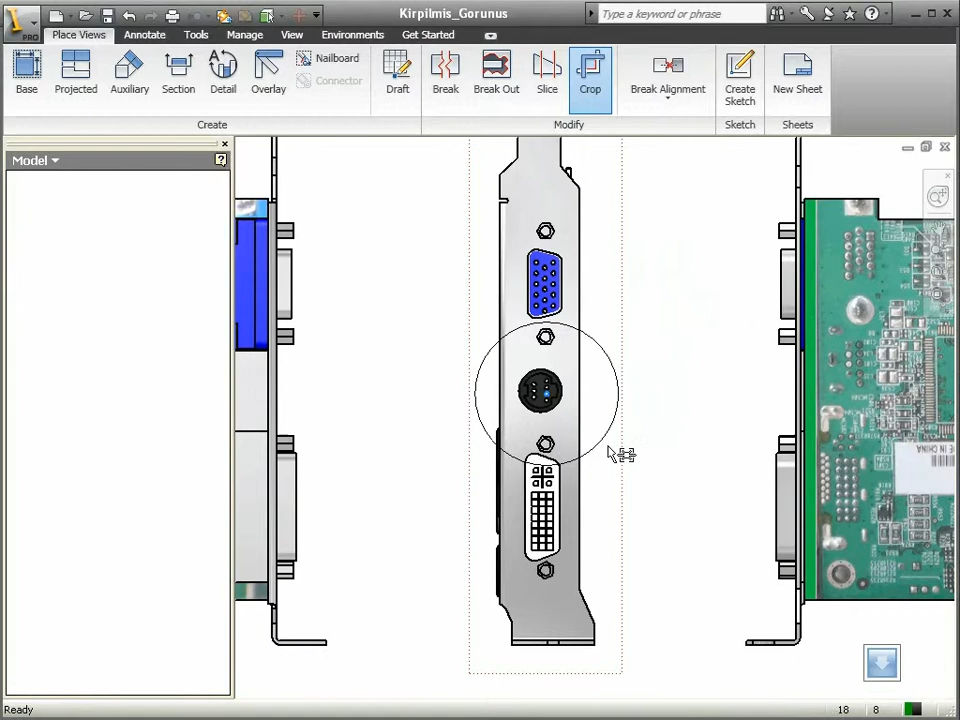 Kirpilmis_Gorunus
Type a keyword or phrase
PRO
Place Views Annotate Tools Manage View Environments Get Started
Base Projected Auxiliary Section Detail Overlay Nailboard Connector Draft Break Break Out Slice Crop Break Alignment Create Sketch New Sheet
Create Modify Sketch Sheets
Model
IN CHINA
Ready 18 8